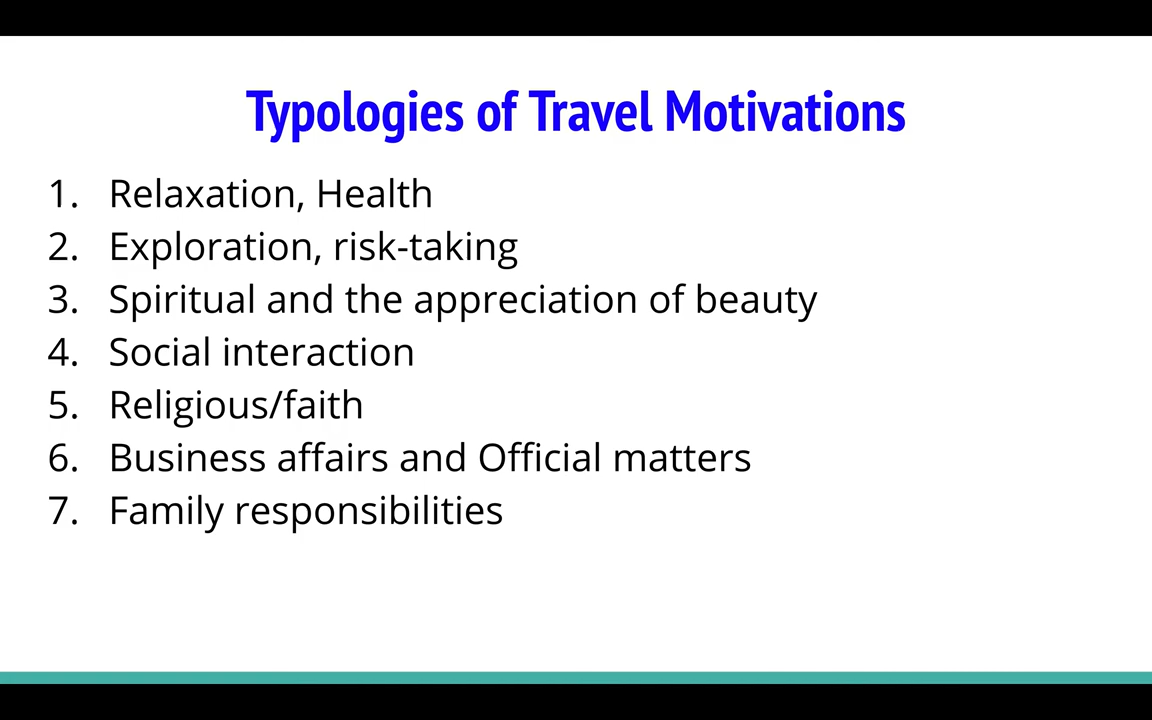 Typologies of Travel Motivations
1. Relaxation, Health
2. Exploration, risk-taking
3. Spiritual and the appreciation of beauty
4. Social interaction
5. Religious/faith
6. Business affairs and Official matters
7. Family responsibilities